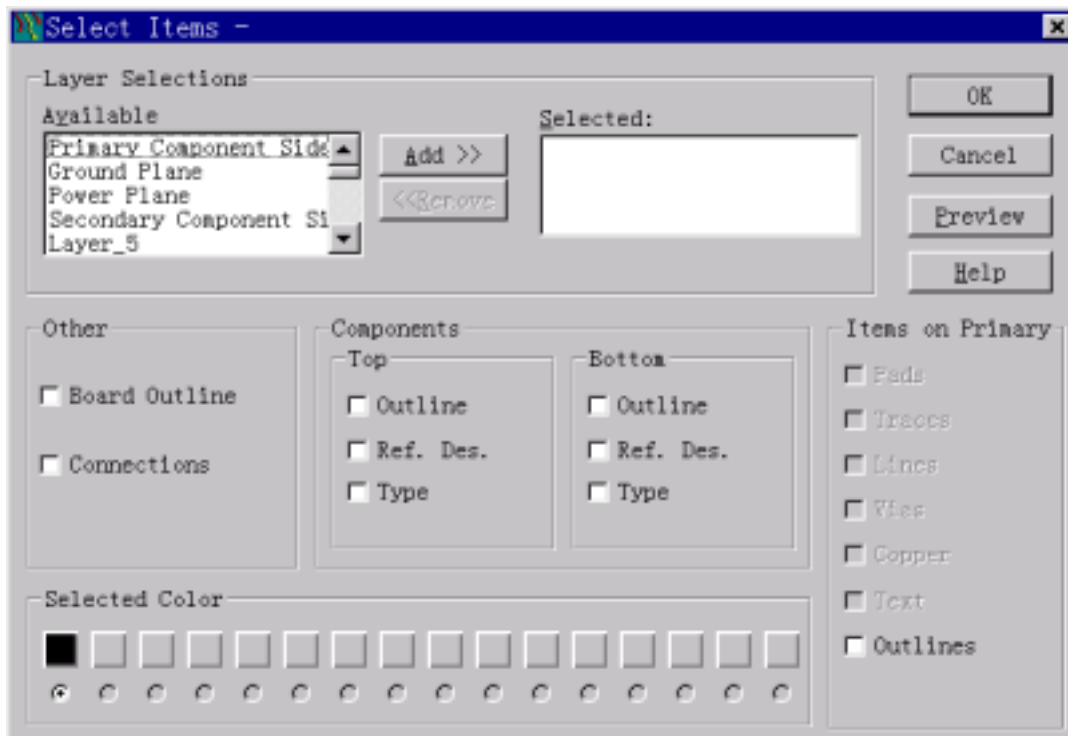 Select Items -
Layer Selections
Available
Primary Component Side
Ground Plane
Power Plane
Secondary Component Si
Layer_5
Add >>
<<Remove
Selected:
OK
Cancel
Preview
Help
Other
Board Outline
Connections
Components
Top
Outline
Ref. Des.
Type
Bottom
Outline
Ref. Des.
Type
Items on Primary
Pads
Traces
Lines
Vias
Copper
Text
Outlines
Selected Color